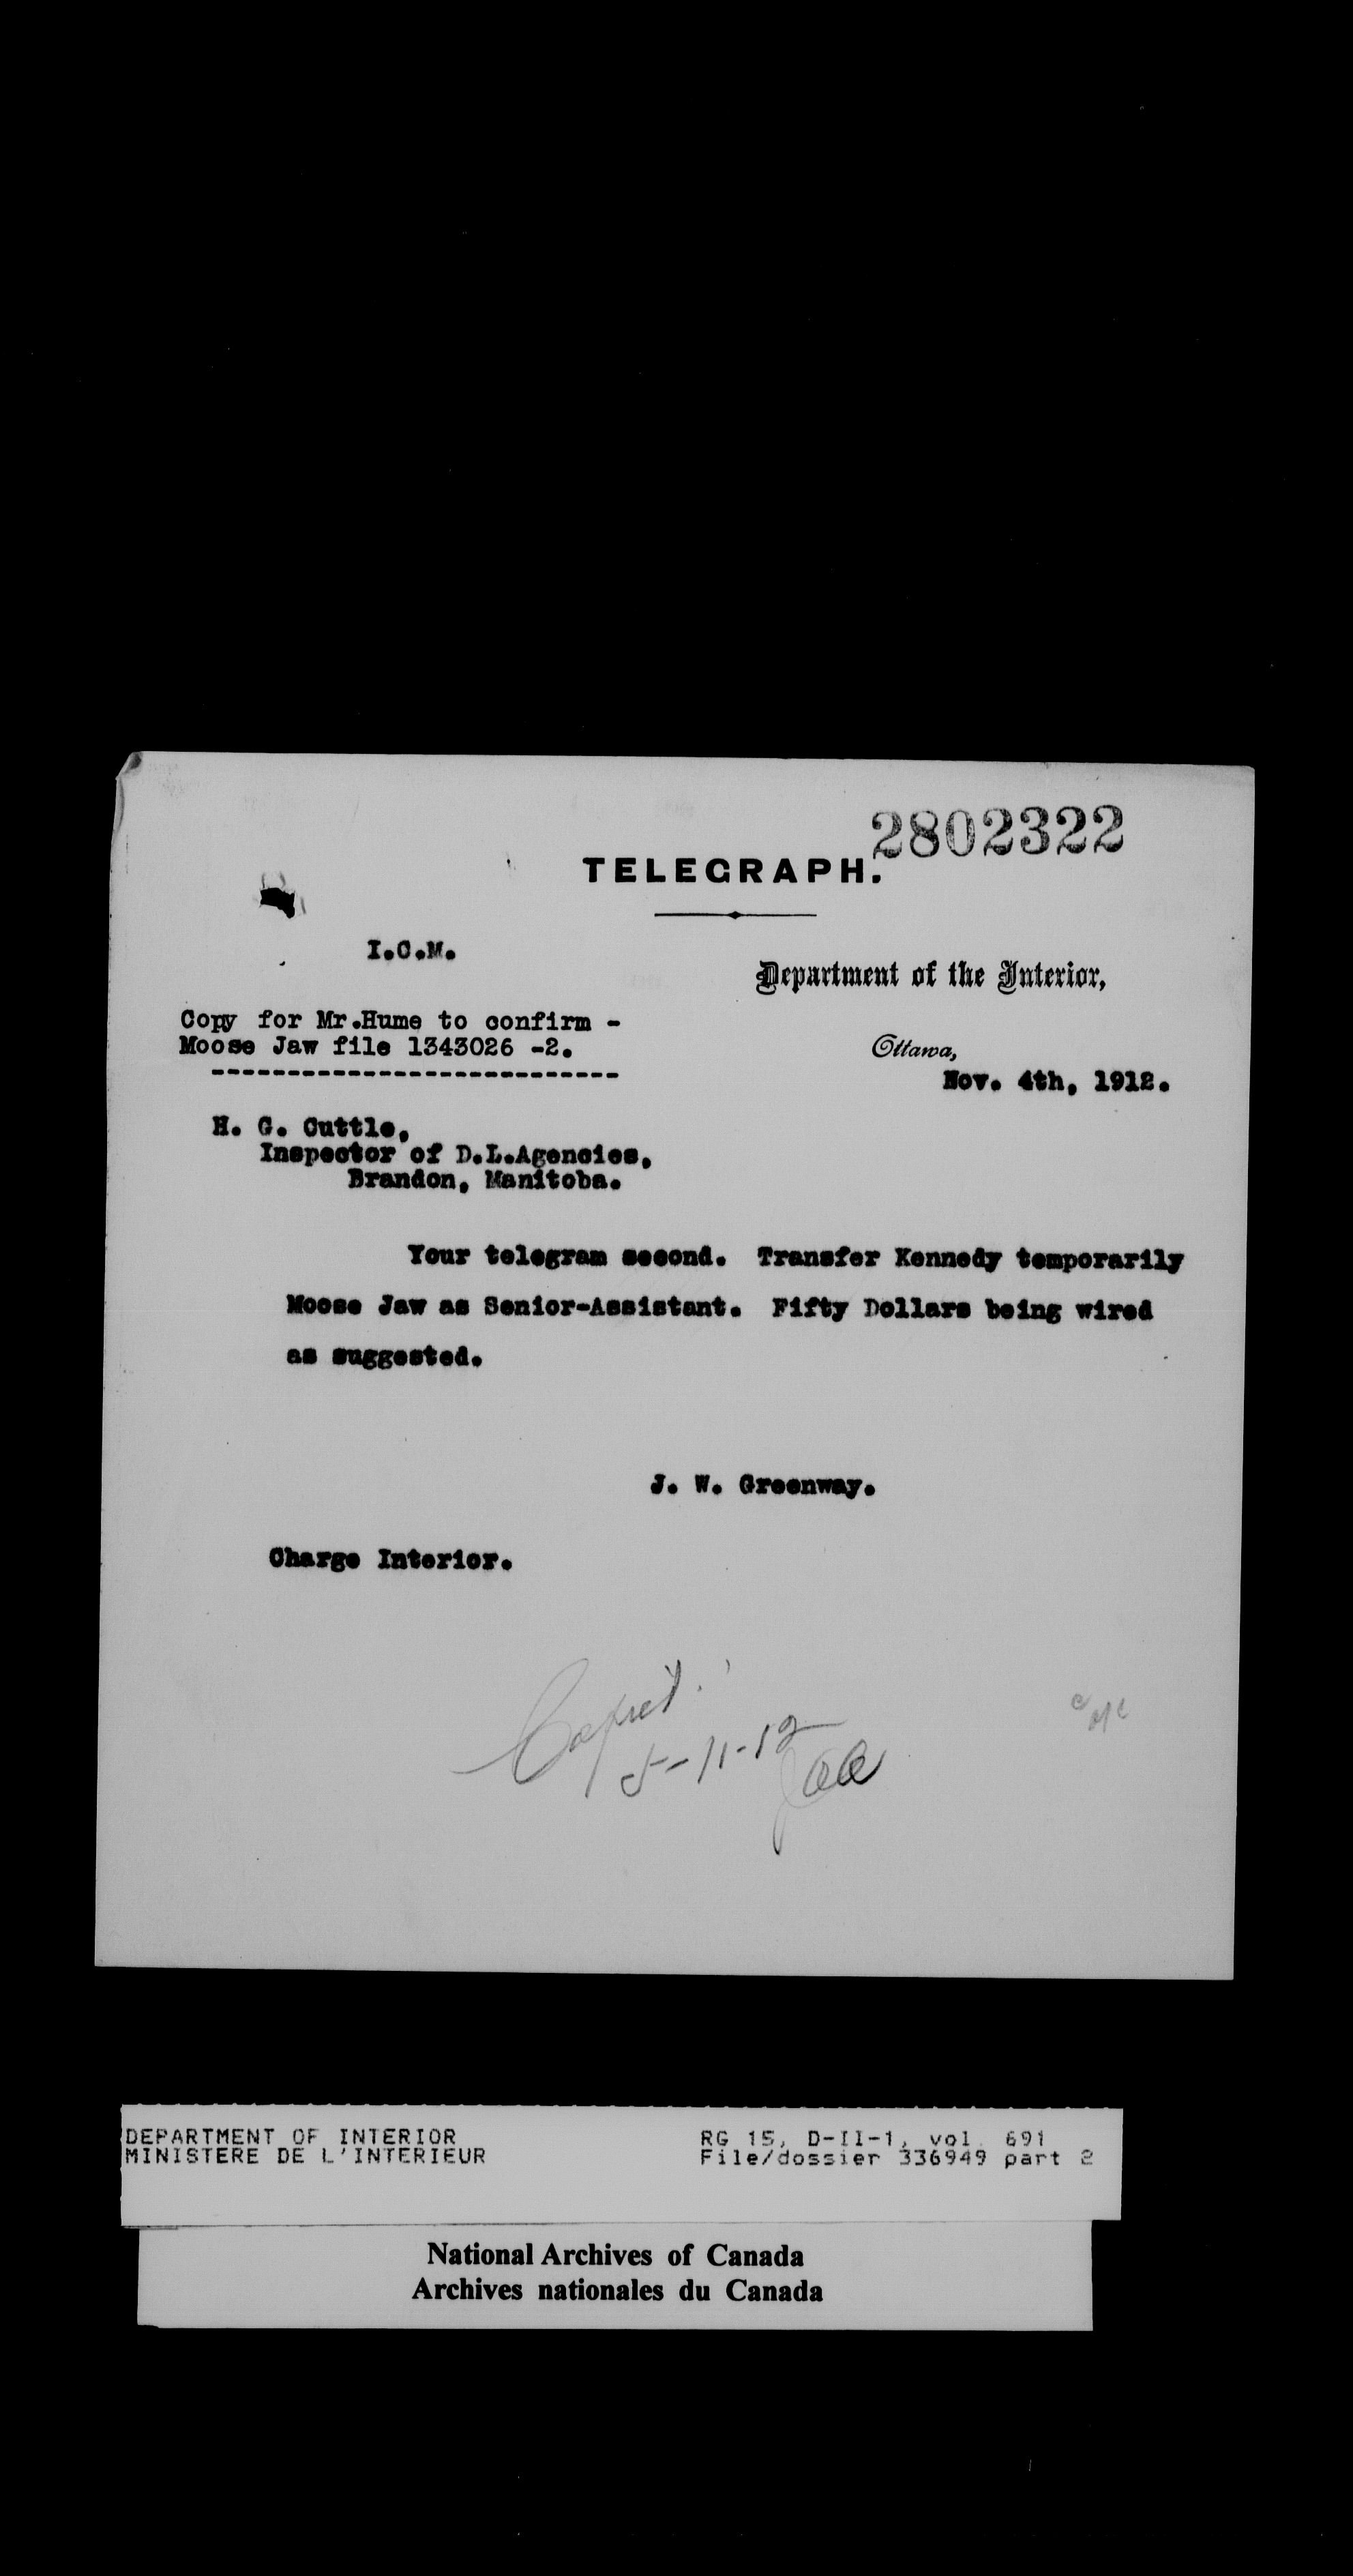 2802322
TELEGRAPH.
I.C.M.
Department of the Interior,
Copy for Mr.Hume to confirm -
Moose Jaw file 1343026 -2.
---------------------------
Ottawa,
Nov. 4th, 1912.
H. G. Cuttle,
Inspector of D.L.Agencies,
Brandon, Manitoba.
Your telegram second. Transfer Kennedy temporarily
Moose Jaw as Senior-Assistant. Fifty Dollars being wired
as suggested.
J. W. Greenway.
Charge Interior.
5-11-12
DEPARTMENT OF INTERIOR
MINISTERE DE L'INTERIEUR
RG 15, D-II-1, vol. 691
File/dossier 336949 part 2
National Archives of Canada
Archives nationales du Canada